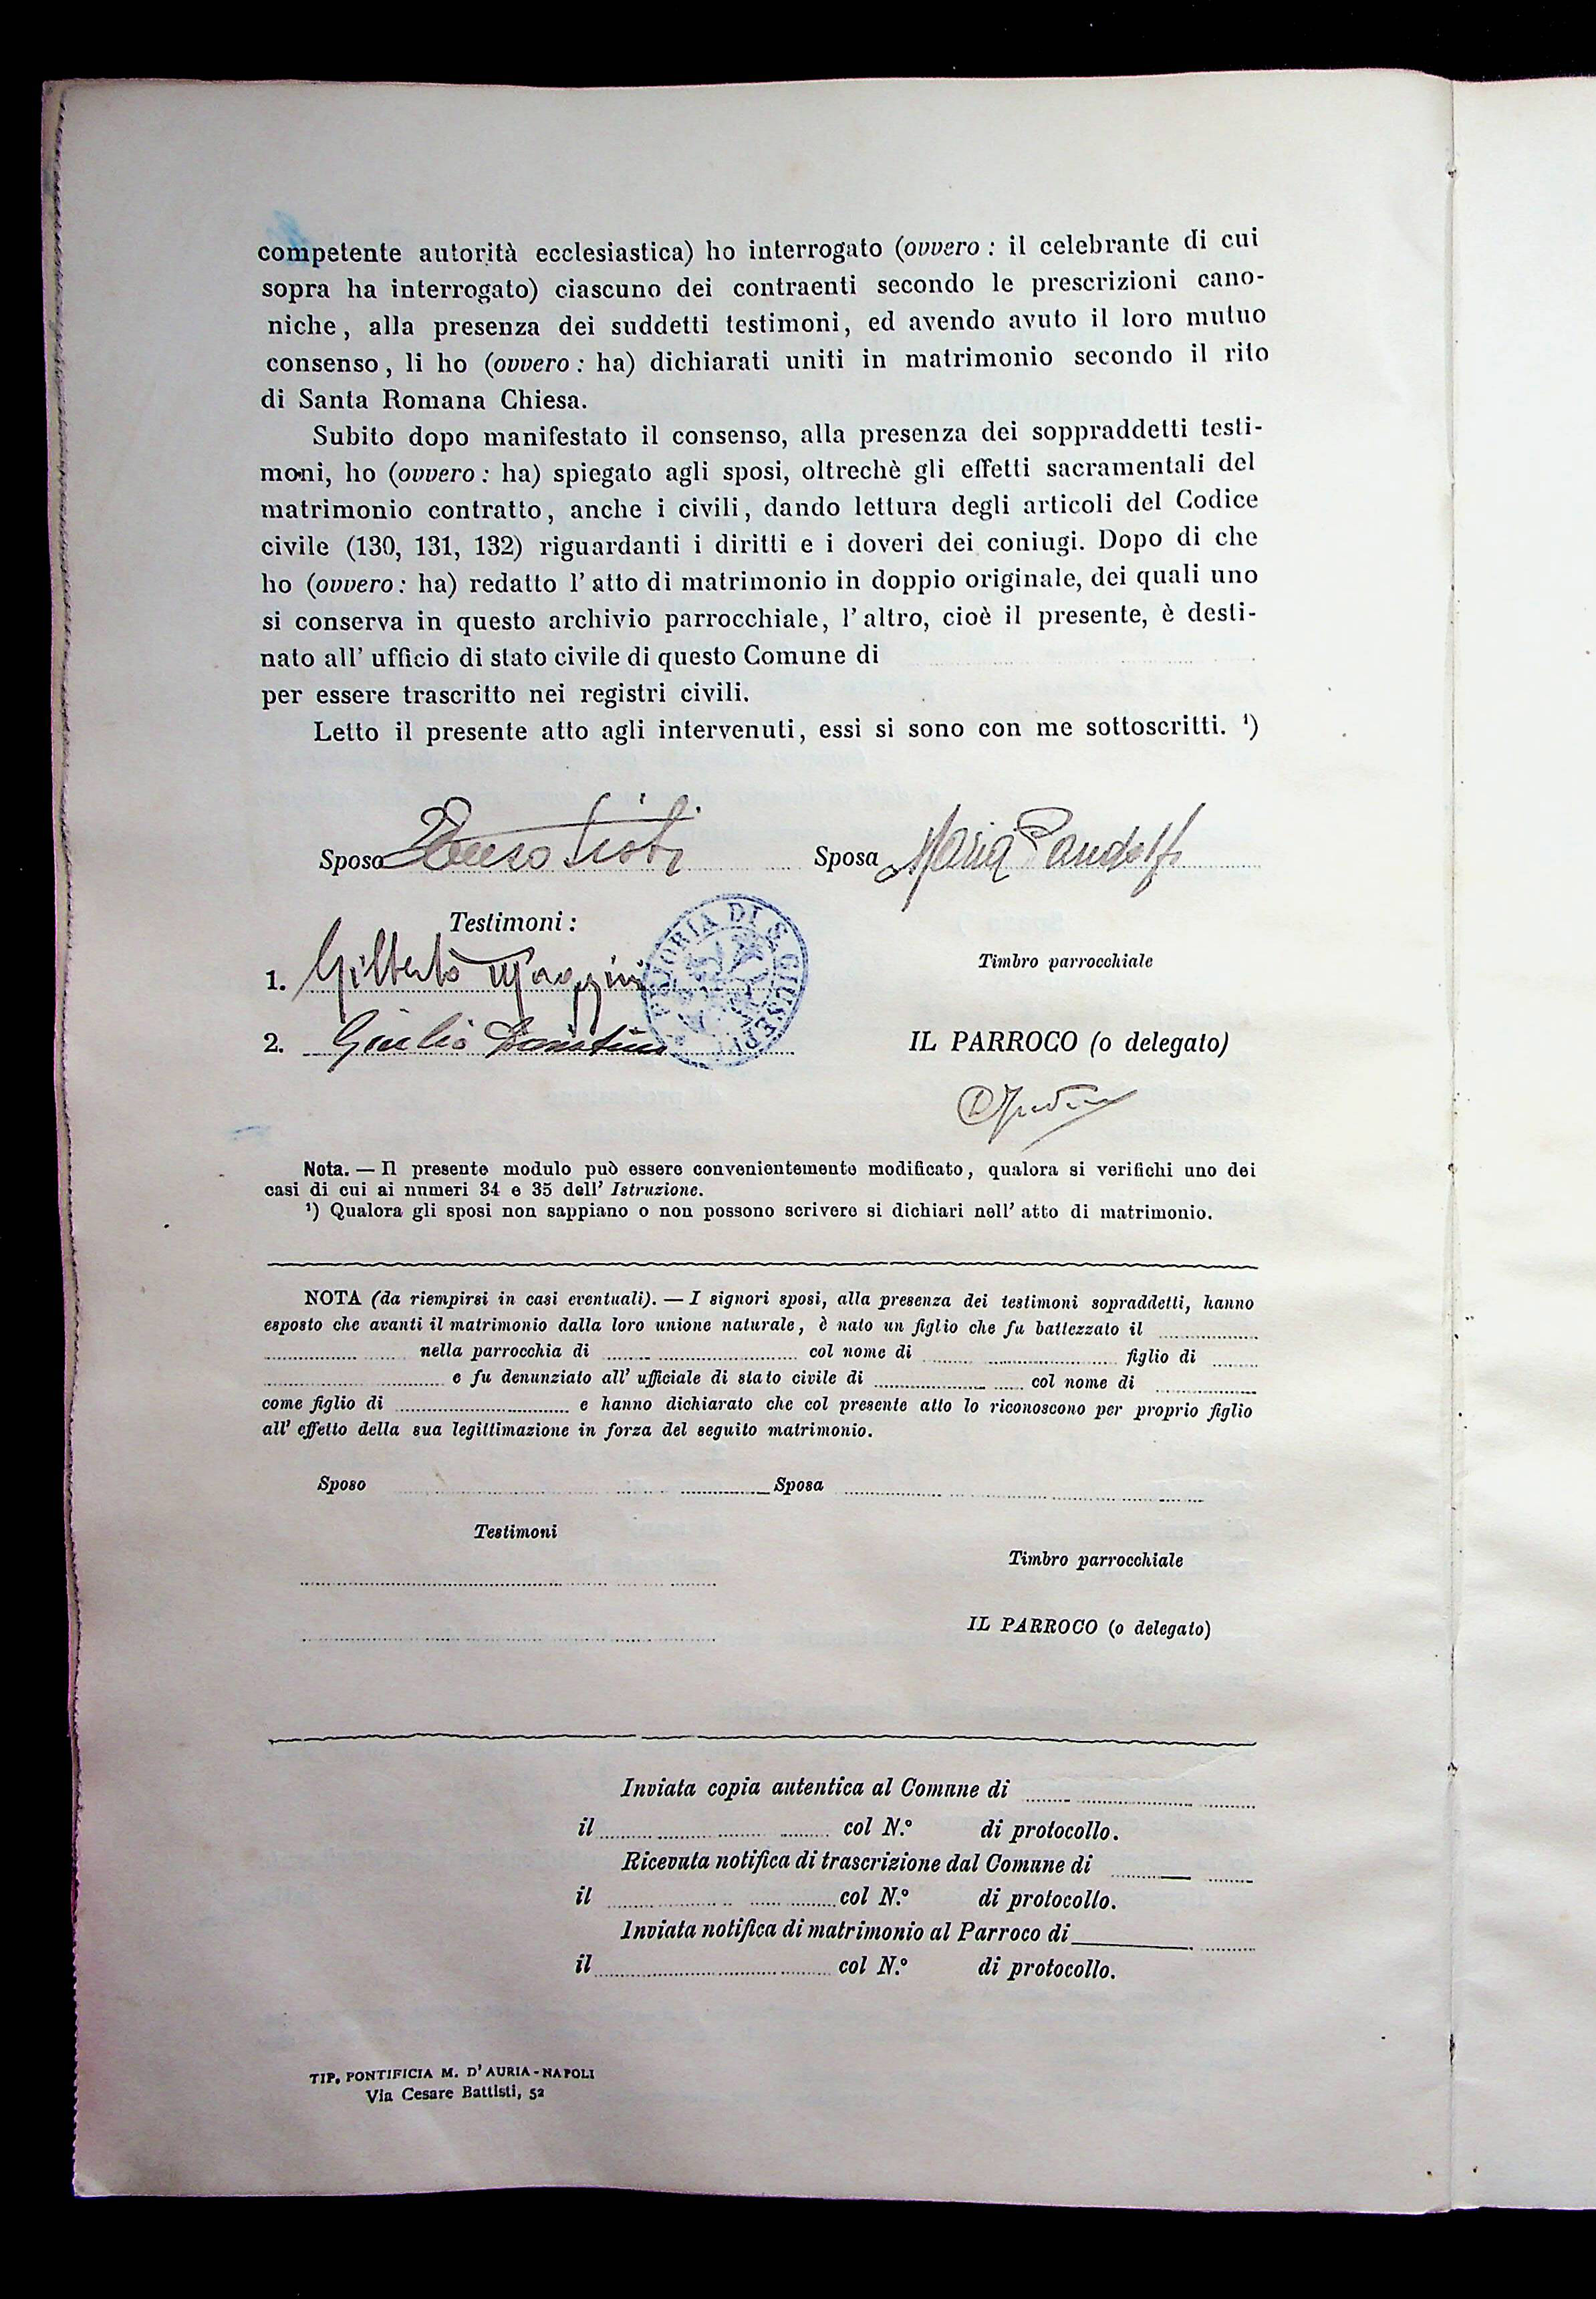 competente autorità ecclesiastica) ho interrogato (ovvero : il celebrante di cui
sopra ha interrogato) ciascuno dei contraenti secondo le prescrizioni cano-
niche, alla presenza dei suddetti testimoni, ed avendo avuto il loro mutuo
consenso, li ho (ovvero : ha) dichiarati uniti in matrimonio secondo il rito
di Santa Romana Chiesa.
Subito dopo manifestato il consenso, alla presenza dei soppraddetti testi-
moni, ho (ovvero : ha) spiegato agli sposi, oltrechè gli effetti sacramentali del
matrimonio contratto, anche i civili, dando lettura degli articoli del Codice
civile (130, 131, 132) riguardanti i diritti e i doveri dei coniugi. Dopo di che
ho (ovvero : ha) redatto l' atto di matrimonio in doppio originale, dei quali uno
si conserva in questo archivio parrocchiale, l' altro, cioè il presente, è desti-
nato all' ufficio di stato civile di questo Comune di
per essere trascritto nei registri civili.
Letto il presente atto agli intervenuti, essi si sono con me sottoscritti. ¹)
Sposo Sposa Maria Pandolfi
Testimoni :
Timbro parrocchiale
1. Gilberto Maggini
2. Giulio
IL PARROCO (o delegato)
DI S. GIUSEPPE
Nota. — Il presente modulo può essere convenientemente modificato, qualora si verifichi uno dei
casi di cui ai numeri 34 e 35 dell' Istruzione.
¹) Qualora gli sposi non sappiano o non possono scrivere si dichiari nell' atto di matrimonio.
NOTA (da riempirsi in casi eventuali). — I signori sposi, alla presenza dei testimoni sopraddetti, hanno
esposto che avanti il matrimonio dalla loro unione naturale, è nato un figlio che fu battezzato il
nella parrocchia di col nome di figlio di
e fu denunziato all' ufficiale di stato civile di col nome di
come figlio di e hanno dichiarato che col presente atto lo riconoscono per proprio figlio
all' effetto della sua legittimazione in forza del seguito matrimonio.
Sposo Sposa
Testimoni
Timbro parrocchiale
IL PARROCO (o delegato)
Inviata copia autentica al Comune di
il col N.º di protocollo.
Ricevuta notifica di trascrizione dal Comune di
il col N.º di protocollo.
Inviata notifica di matrimonio al Parroco di
il col N.º di protocollo.
TIP. PONTIFICIA M. D' AURIA - NAPOLI
Via Cesare Battisti, 52